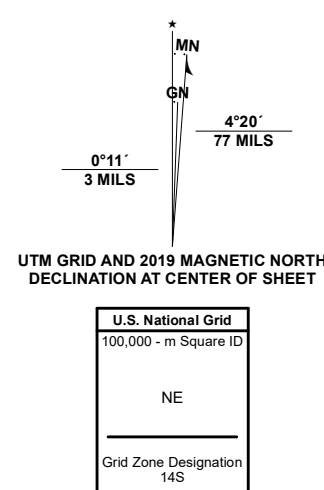 ★
MN
GN
4°20´
77 MILS
0°11´
3 MILS
UTM GRID AND 2019 MAGNETIC NORTH
DECLINATION AT CENTER OF SHEET
U.S. National Grid
100,000 - m Square ID
NE
Grid Zone Designation
14S